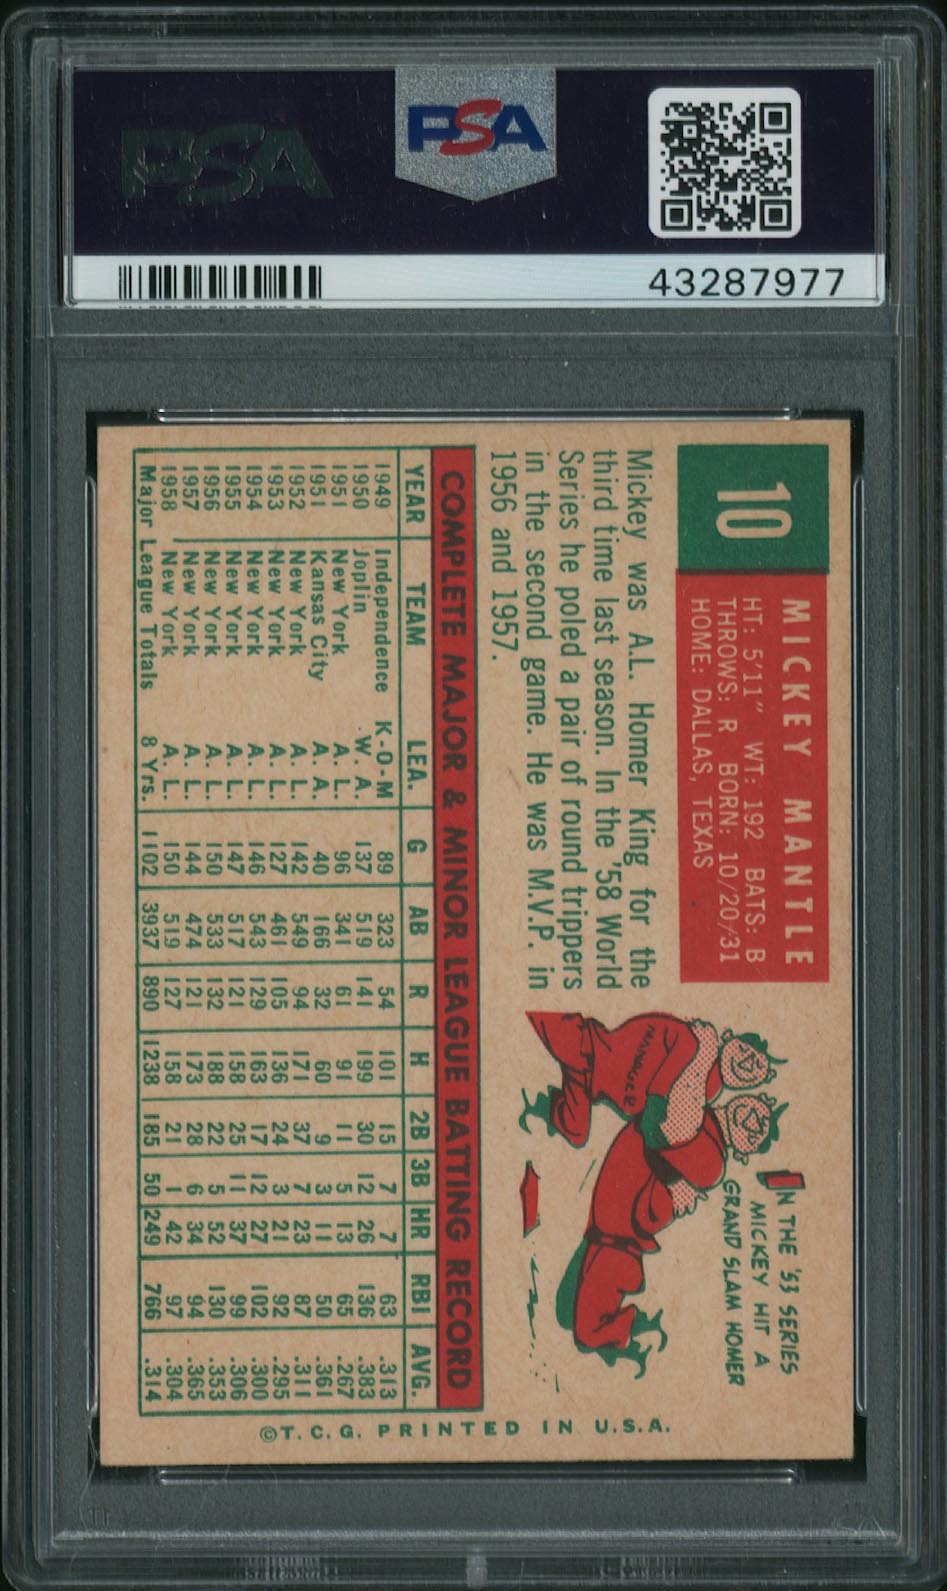 PSA
PSA
43287977
10
MICKEY MANTLE
HT: 5'11" WT: 192 BATS: B
THROWS: R BORN: 10/20/31
HOME: DALLAS, TEXAS
Mickey was A.L. Homer King for the
third time last season. In the '58 World
Series he poled a pair of round trippers
in the second game. He was M.V.P. in
1956 and 1957.
IN THE '53 SERIES
MICKEY HIT A
GRAND SLAM HOMER
MANAGER
COMPLETE MAJOR & MINOR LEAGUE BATTING RECORD
YEAR TEAM LEA. G AB R H 2B 3B HR RBI AVG.
1949 Independence K-O-M 89 323 54 101 15 7 7 63 .313
1950 Joplin W. A. 137 519 141 199 30 12 26 136 .383
1951 New York A. L. 96 341 61 91 11 5 13 65 .267
1951 Kansas City A. A. 40 166 32 60 9 3 11 50 .361
1952 New York A. L. 142 549 94 171 37 7 23 87 .311
1953 New York A. L. 127 461 105 136 24 3 21 92 .295
1954 New York A. L. 146 543 129 163 17 12 27 102 .300
1955 New York A. L. 147 517 121 158 25 11 37 99 .306
1956 New York A. L. 150 533 132 188 22 5 52 130 .353
1957 New York A. L. 144 474 121 173 28 6 34 94 .365
1958 New York A. L. 150 519 127 158 21 1 42 97 .304
Major League Totals 8 Yrs. 1102 3937 890 1238 185 50 249 766 .314
©T.C.G. PRINTED IN U.S.A.